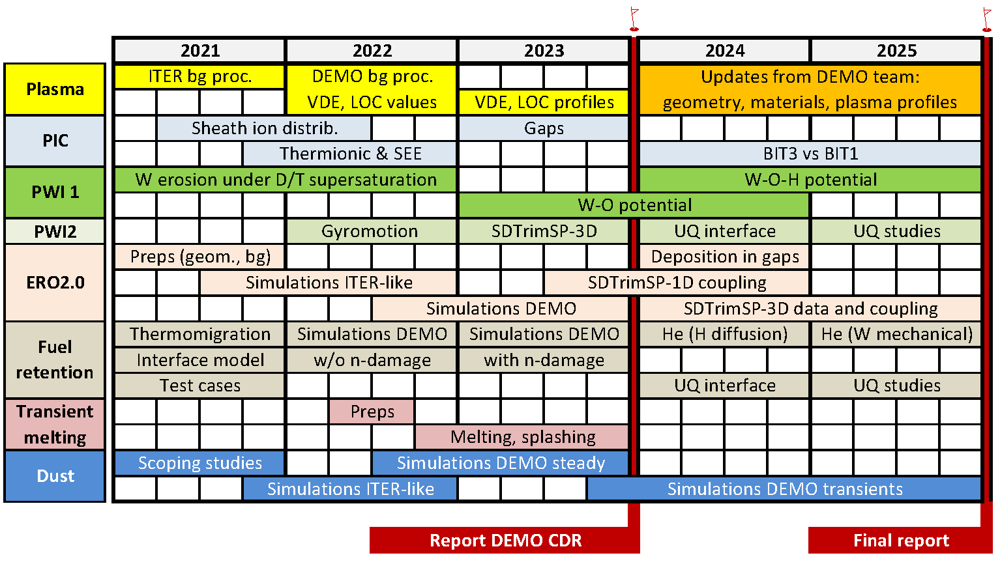 2021 2022 2023 2024 2025
Plasma
ITER bg proc.
DEMO bg proc.
VDE, LOC values
VDE, LOC profiles
Updates from DEMO team:
geometry, materials, plasma profiles
PIC
Sheath ion distrib.
Gaps
Thermionic & SEE
BIT3 vs BIT1
PWI 1
W erosion under D/T supersaturation
W-O-H potential
W-O potential
PWI2
Gyromotion
SDTrimSP-3D
UQ interface
UQ studies
ERO2.0
Preps (geom., bg)
Deposition in gaps
Simulations ITER-like
SDTrimSP-1D coupling
Simulations DEMO
SDTrimSP-3D data and coupling
Fuel
retention
Thermomigration
Simulations DEMO
Simulations DEMO
He (H diffusion)
He (W mechanical)
Interface model
w/o n-damage
with n-damage
Test cases
UQ interface
UQ studies
Transient
melting
Preps
Melting, splashing
Dust
Scoping studies
Simulations DEMO steady
Simulations ITER-like
Simulations DEMO transients
Report DEMO CDR
Final report